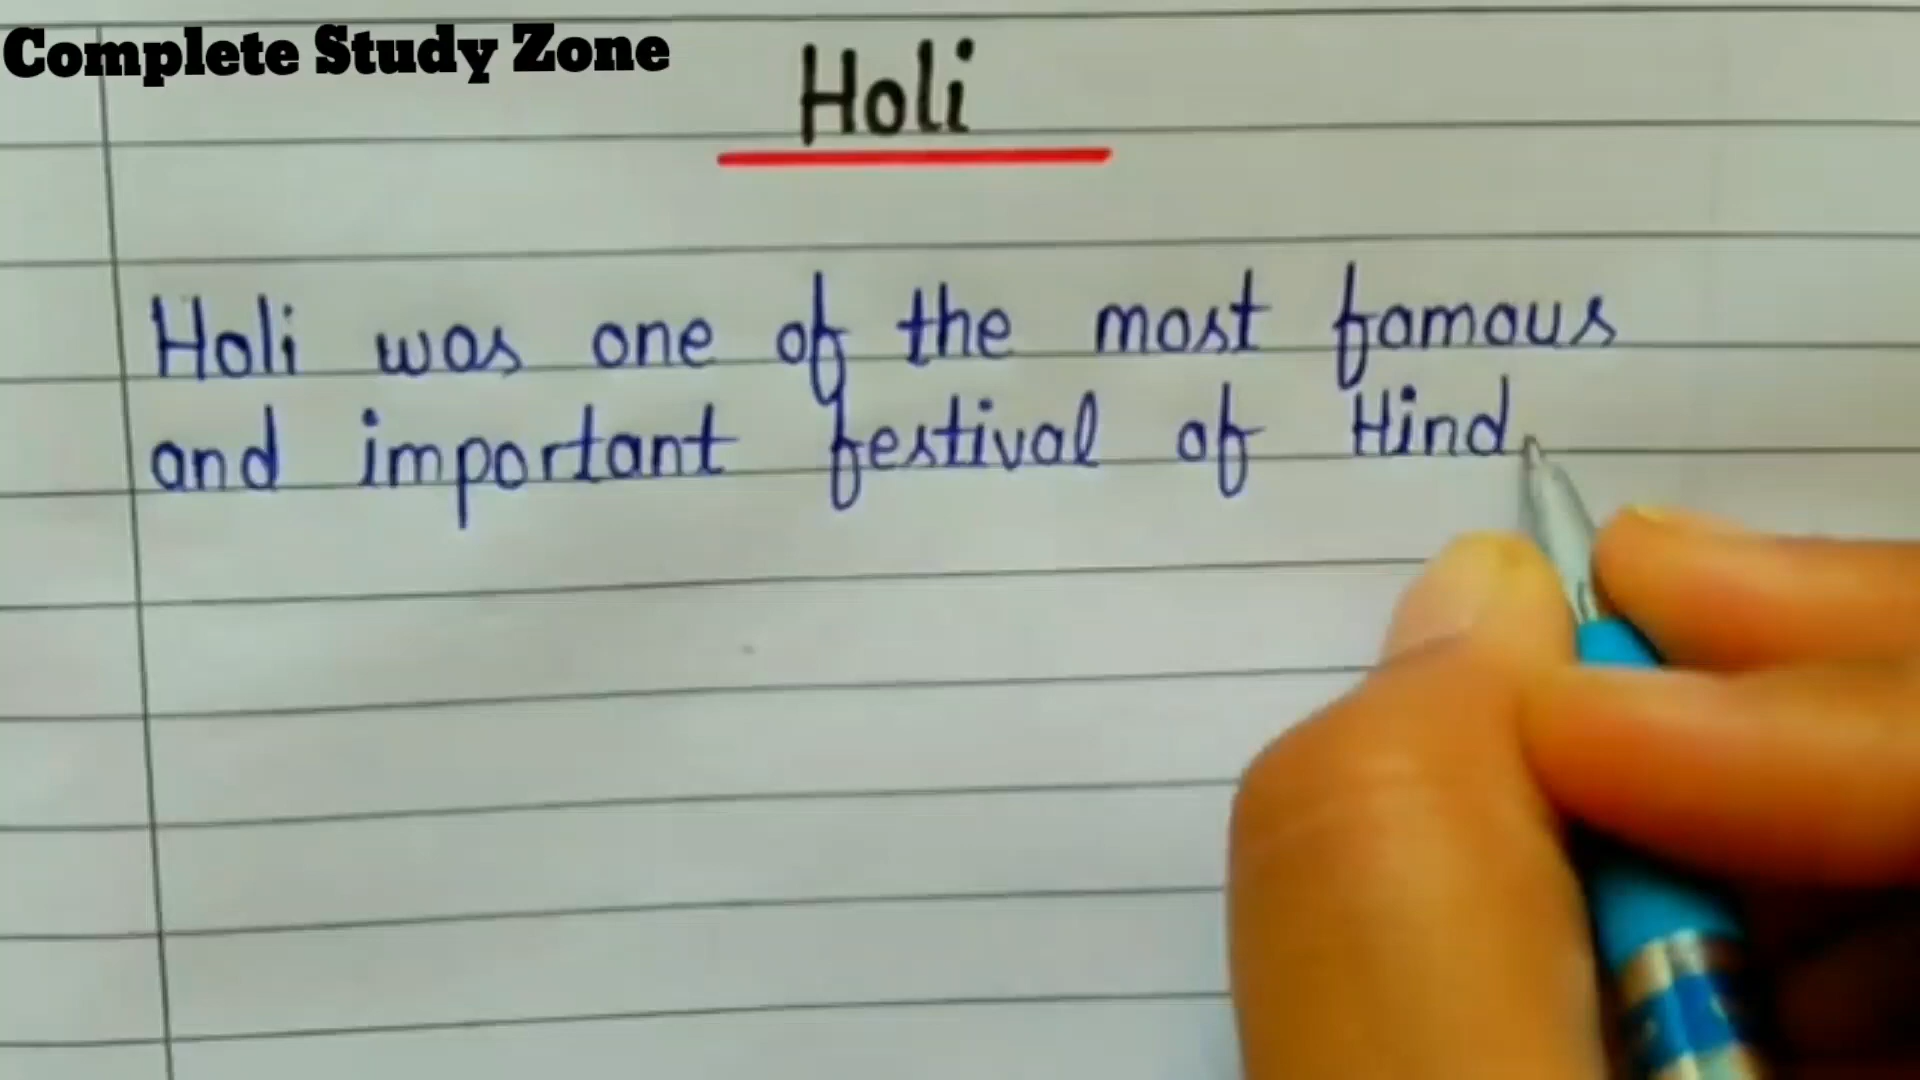 Complete Study Zone
Holi
Holi was one of the most famous
and important festival of Hind